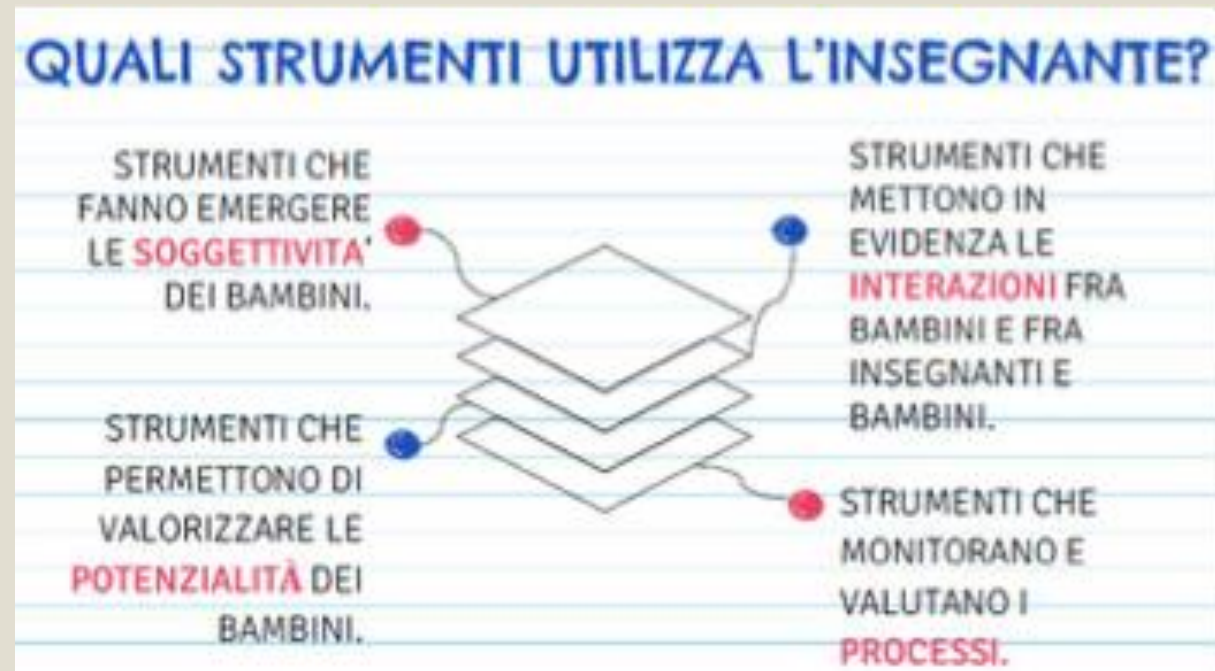 QUALI STRUMENTI UTILIZZA L'INSEGNANTE?
STRUMENTI CHE
FANNO EMERGERE
LE SOGGETTIVITA'
DEI BAMBINI.
STRUMENTI CHE
METTONO IN
EVIDENZA LE
INTERAZIONI FRA
BAMBINI E FRA
INSEGNANTI E
BAMBINI.
STRUMENTI CHE
PERMETTONO DI
VALORIZZARE LE
POTENZIALITÀ DEI
BAMBINI.
STRUMENTI CHE
MONITORANO E
VALUTANO I
PROCESSI.